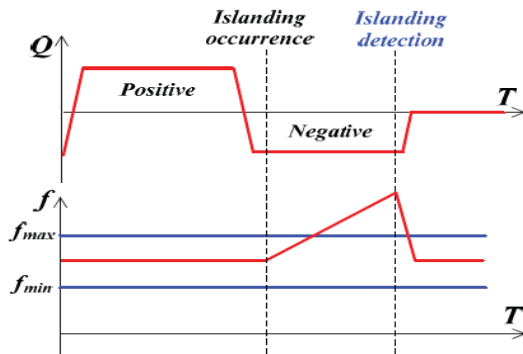 Islanding
occurrence
Islanding
detection
Q
Positive
Negative
T
f
fmax
fmin
T